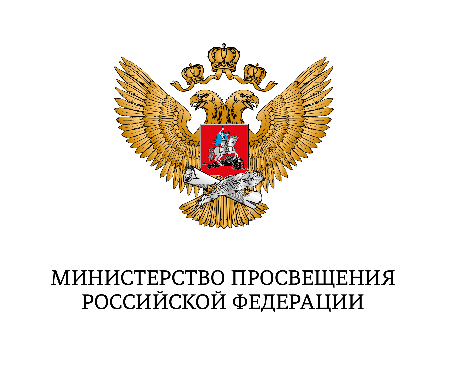 МИНИСТЕРСТВО ПРОСВЕЩЕНИЯ
РОССИЙСКОЙ ФЕДЕРАЦИИ